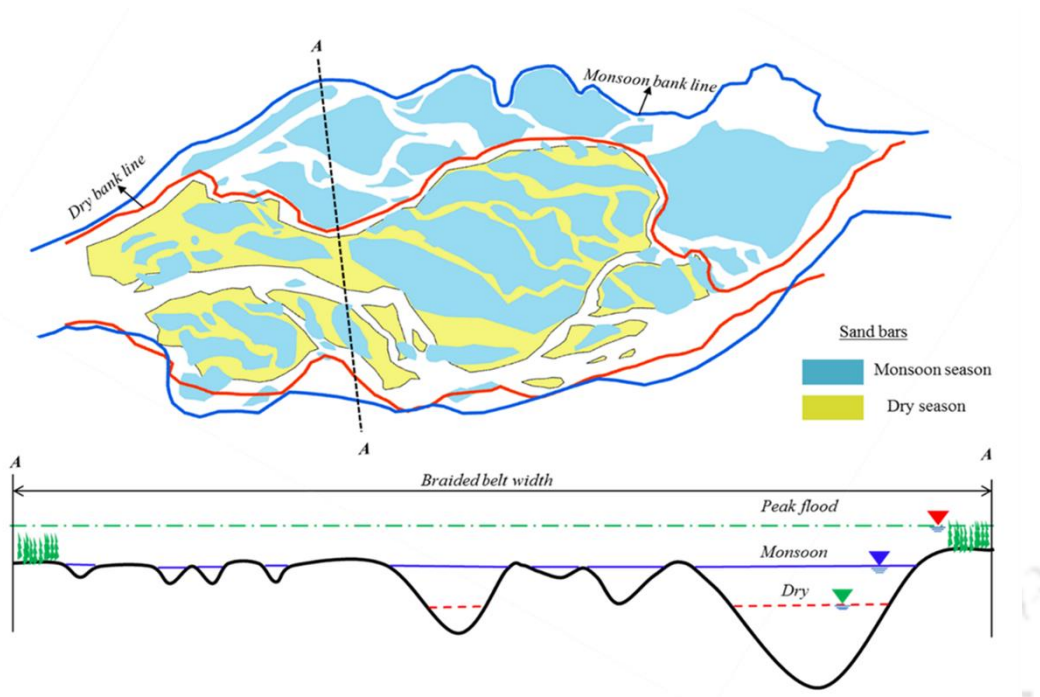 A
Monsoon bank line
Dry bank line
Sand bars
Monsoon season
Dry season
A
A
A
Braided belt width
Peak flood
Monsoon
Dry